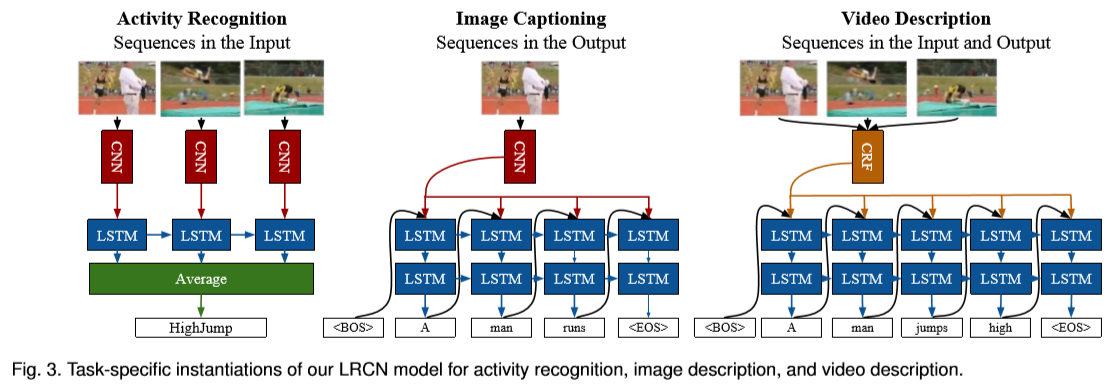 Activity Recognition
Sequences in the Input
CNN CNN CNN
LSTM LSTM LSTM
Average
HighJump
Image Captioning
Sequences in the Output
CNN
LSTM LSTM LSTM LSTM
LSTM LSTM LSTM LSTM
<BOS> A man runs <EOS>
Video Description
Sequences in the Input and Output
CRF
LSTM LSTM LSTM LSTM LSTM
LSTM LSTM LSTM LSTM LSTM
<BOS> A man jumps high <EOS>
Fig. 3. Task-specific instantiations of our LRCN model for activity recognition, image description, and video description.